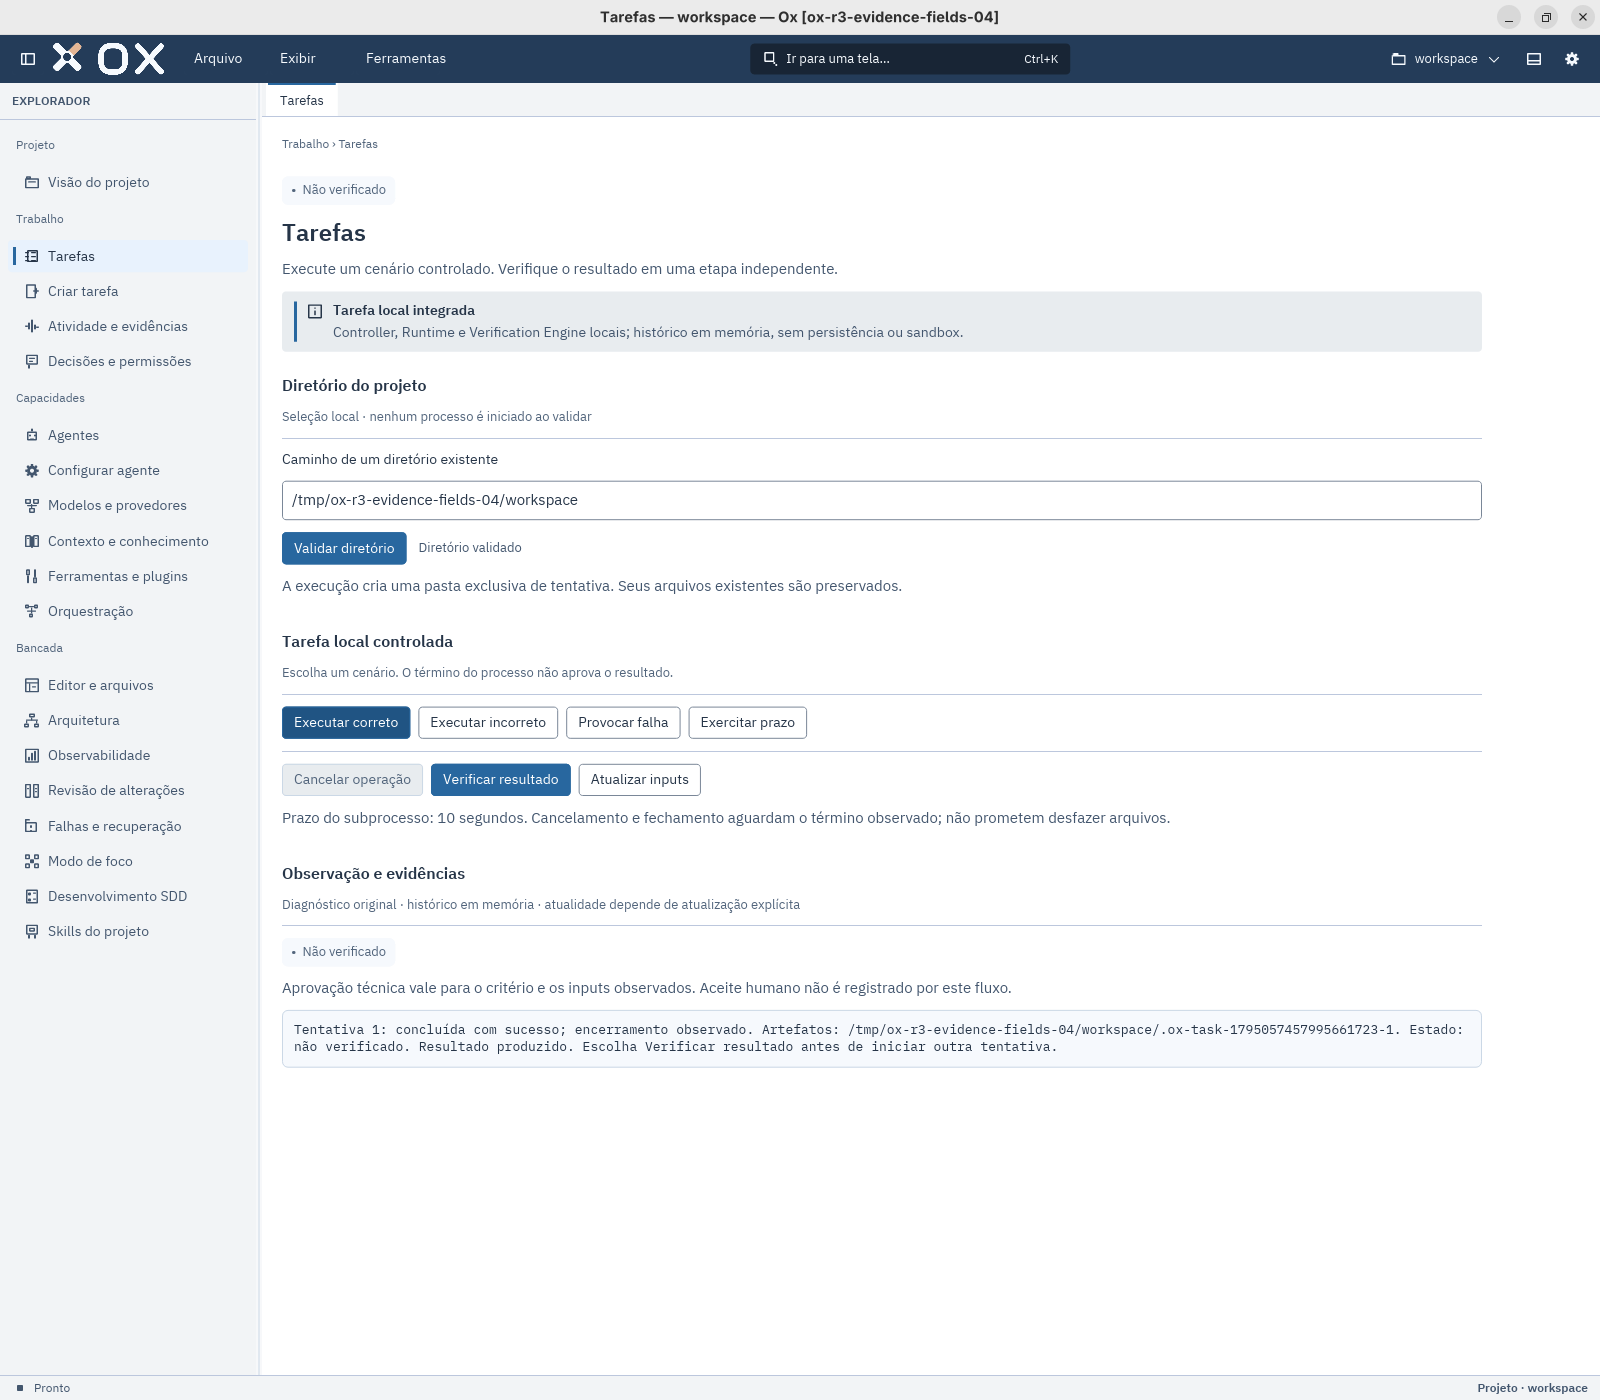 Tarefas — workspace — Ox [ox-r3-evidence-fields-04]
OX
Arquivo
Exibir
Ferramentas
Ir para uma tela...
Ctrl+K
workspace
EXPLORADOR
Projeto
Visão do projeto
Trabalho
Tarefas
Criar tarefa
Atividade e evidências
Decisões e permissões
Capacidades
Agentes
Configurar agente
Modelos e provedores
Contexto e conhecimento
Ferramentas e plugins
Orquestração
Bancada
Editor e arquivos
Arquitetura
Observabilidade
Revisão de alterações
Falhas e recuperação
Modo de foco
Desenvolvimento SDD
Skills do projeto
Tarefas
Trabalho › Tarefas
• Não verificado
Tarefas
Execute um cenário controlado. Verifique o resultado em uma etapa independente.
Tarefa local integrada
Controller, Runtime e Verification Engine locais; histórico em memória, sem persistência ou sandbox.
Diretório do projeto
Seleção local · nenhum processo é iniciado ao validar
Caminho de um diretório existente
/tmp/ox-r3-evidence-fields-04/workspace
Validar diretório
Diretório validado
A execução cria uma pasta exclusiva de tentativa. Seus arquivos existentes são preservados.
Tarefa local controlada
Escolha um cenário. O término do processo não aprova o resultado.
Executar correto
Executar incorreto
Provocar falha
Exercitar prazo
Cancelar operação
Verificar resultado
Atualizar inputs
Prazo do subprocesso: 10 segundos. Cancelamento e fechamento aguardam o término observado; não prometem desfazer arquivos.
Observação e evidências
Diagnóstico original · histórico em memória · atualidade depende de atualização explícita
• Não verificado
Aprovação técnica vale para o critério e os inputs observados. Aceite humano não é registrado por este fluxo.
Tentativa 1: concluída com sucesso; encerramento observado. Artefatos: /tmp/ox-r3-evidence-fields-04/workspace/.ox-task-1795057457995661723-1. Estado:
não verificado. Resultado produzido. Escolha Verificar resultado antes de iniciar outra tentativa.
Pronto
Projeto · workspace